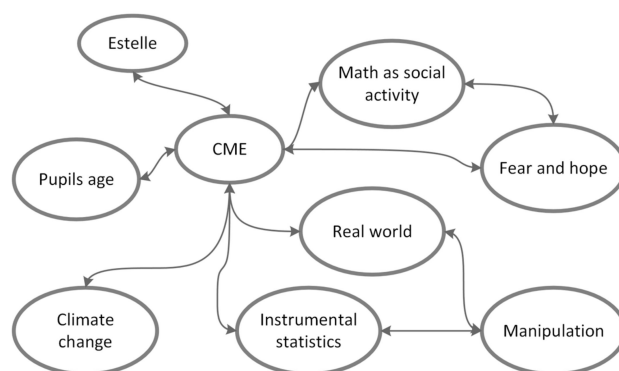 Estelle
Math as social
activity
CME
Pupils age
Fear and hope
Real world
Climate
change
Instrumental
statistics
Manipulation